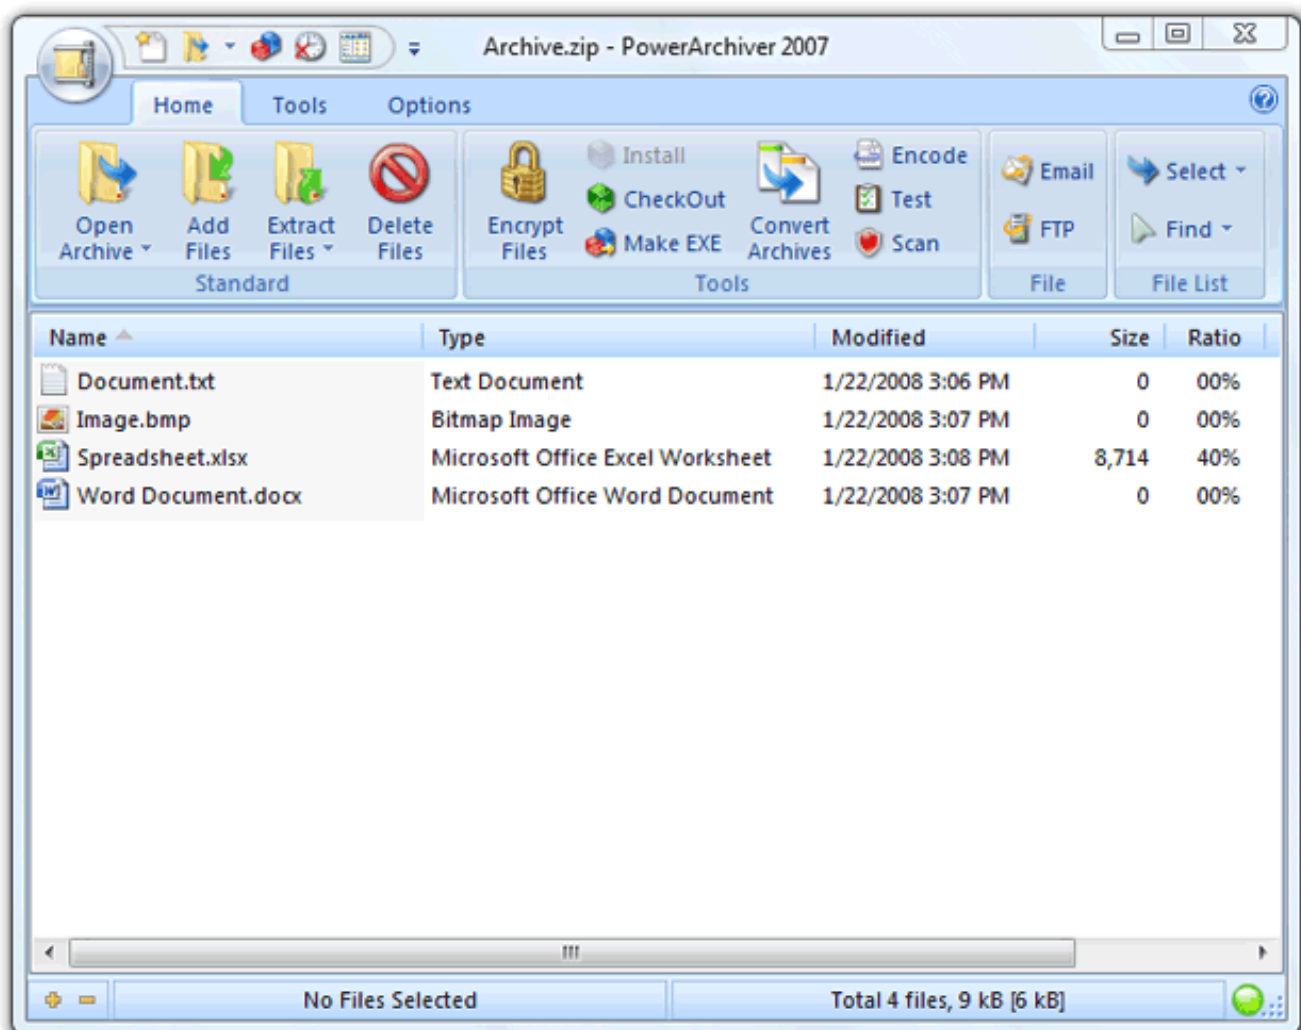 Archive.zip - PowerArchiver 2007
Home Tools Options
Open Archive
Add Files
Extract Files
Delete Files
Standard
Encrypt Files
Install
CheckOut
Make EXE
Convert Archives
Encode
Test
Scan
Tools
Email
FTP
File
Select
Find
File List
Name Type Modified Size Ratio
Document.txt Text Document 1/22/2008 3:06 PM 0 00%
Image.bmp Bitmap Image 1/22/2008 3:07 PM 0 00%
Spreadsheet.xlsx Microsoft Office Excel Worksheet 1/22/2008 3:08 PM 8,714 40%
Word Document.docx Microsoft Office Word Document 1/22/2008 3:07 PM 0 00%
No Files Selected Total 4 files, 9 kB [6 kB]